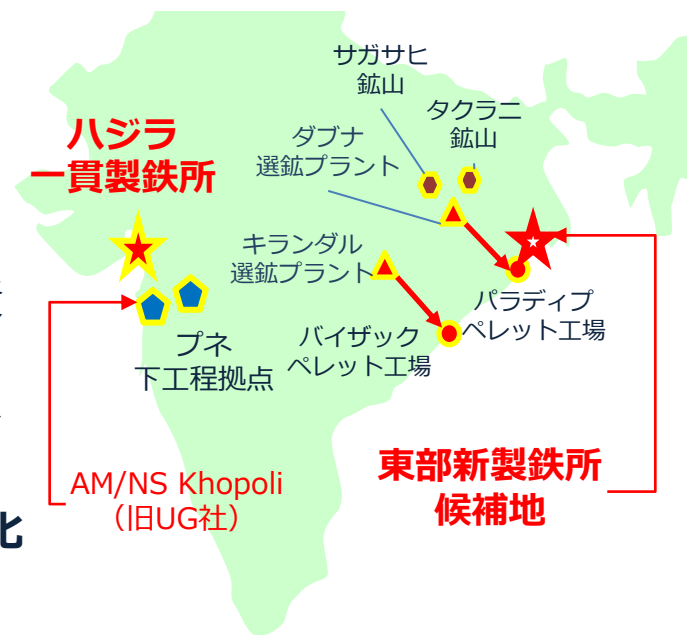 サガサヒ
鉱山
タクラニ
鉱山
ダブナ
選鉱プラント
ハジラ
一貫製鉄所
キランダル
選鉱プラント
パラディプ
ペレット工場
バイザック
ペレット工場
プネ
下工程拠点
AM/NS Khopoli
（旧UG社）
東部新製鉄所
候補地
化